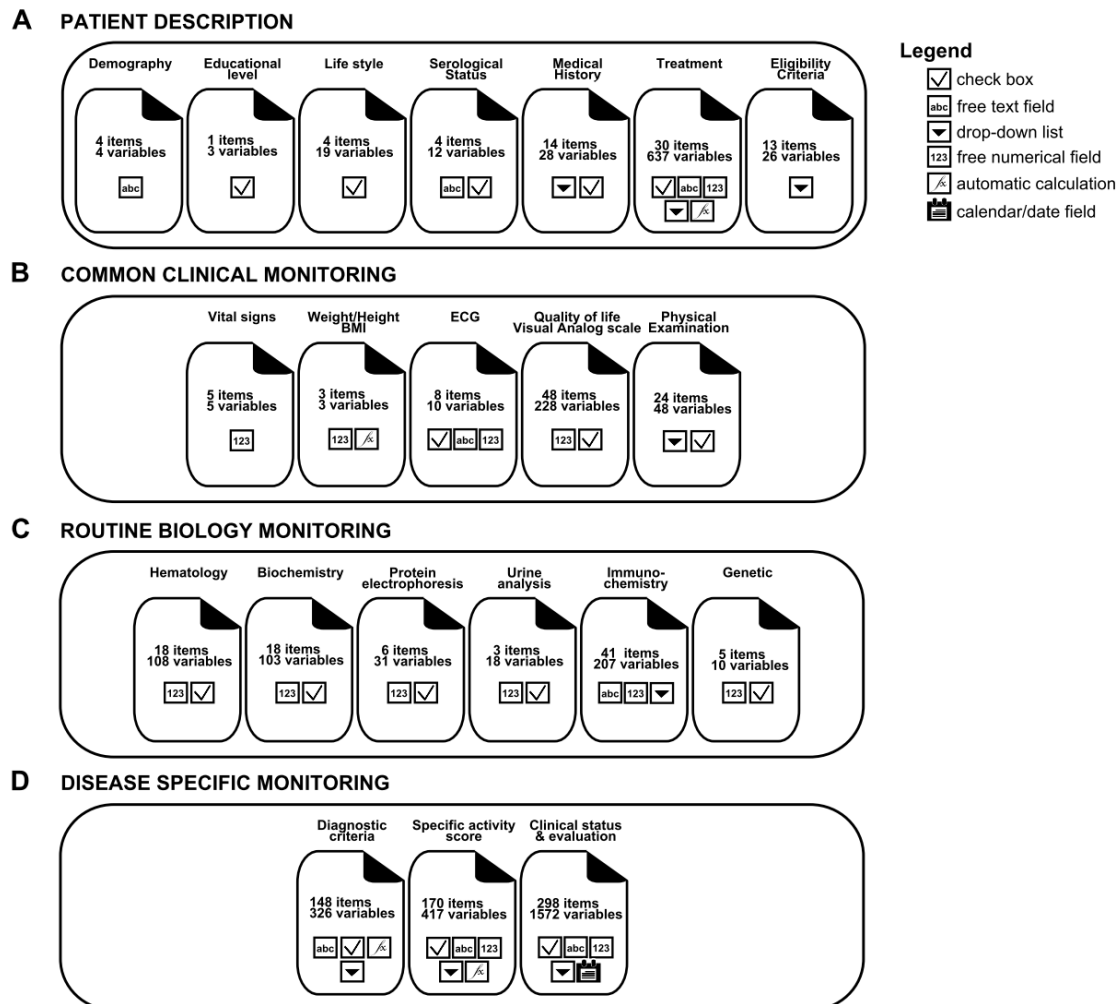 A PATIENT DESCRIPTION
Demography
4 items
4 variables
abc
Educational
level
1 items
3 variables
Life style
4 items
19 variables
Serological
Status
4 items
12 variables
abc
Medical
History
14 items
28 variables
Treatment
30 items
637 variables
abc 123
fx
Eligibility
Criteria
13 items
26 variables
Legend
check box
abc free text field
drop-down list
123 free numerical field
fx automatic calculation
calendar/date field
B COMMON CLINICAL MONITORING
Vital signs
5 items
5 variables
123
Weight/Height
BMI
3 items
3 variables
123 fx
ECG
8 items
10 variables
abc 123
Quality of life
Visual Analog scale
48 items
228 variables
123
Physical
Examination
24 items
48 variables
C ROUTINE BIOLOGY MONITORING
Hematology
18 items
108 variables
123
Biochemistry
18 items
103 variables
123
Protein
electrophoresis
6 items
31 variables
123
Urine
analysis
3 items
18 variables
123
Immuno-
chemistry
41 items
207 variables
abc 123
Genetic
5 items
10 variables
123
D DISEASE SPECIFIC MONITORING
Diagnostic
criteria
148 items
326 variables
abc fx
Specific activity
score
170 items
417 variables
abc 123
fx
Clinical status
& evaluation
298 items
1572 variables
abc 123